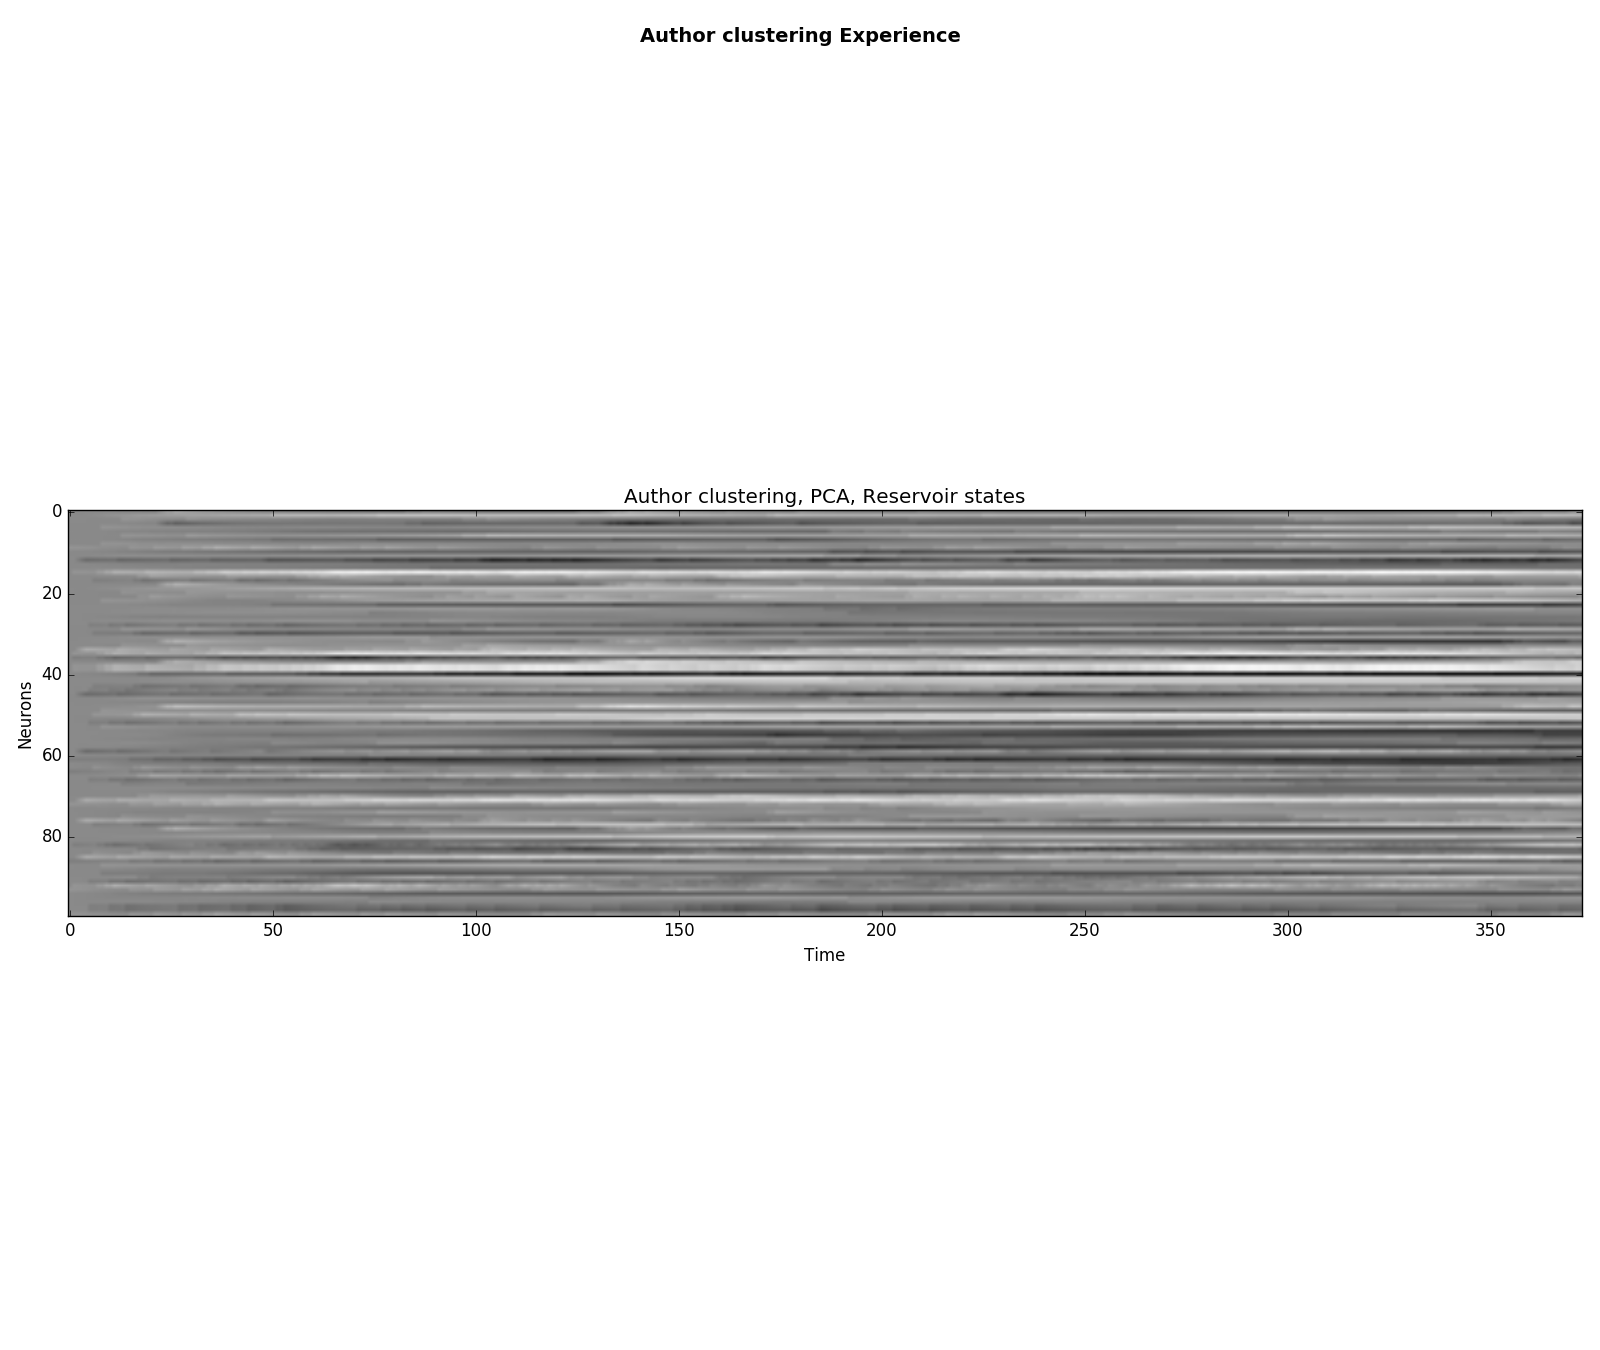 Author clustering Experience
Author clustering, PCA, Reservoir states
0
20
40
60
80
Neurons
0 50 100 150 200 250 300 350
Time